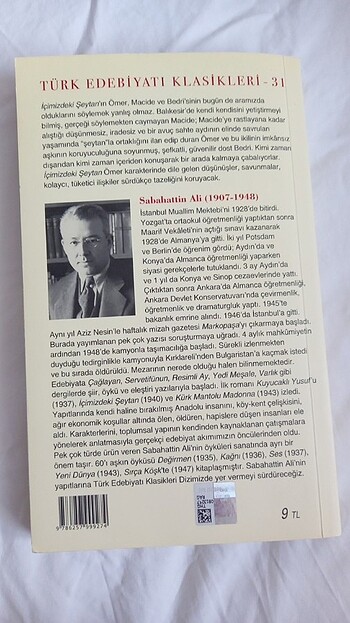 TÜRK EDEBİYATI KLASİKLERİ - 31
İçimizdeki Şeytan'ın Ömer, Macide ve Bedri'sinin bugün de aramızda
olduklarını söylemek yanlış olmaz. Balıkesir'de kendi kendisini yetiştirmeyi
bilmiş, gerçeği söylemekten caymayan Macide; Macide'ye rastlayana kadar
alıştığı düşünmesiz, iradesiz ve bir avuç sahte aydının elinde savrulan
yaşamında "şeytan"la ortaklığını ilan edip duran Ömer ve bu ikilinin imkânsız
aşkının koruyuculuğuna soyunmuş, şefkatli, güvenilir dost Bedri. Kimi zaman
dışarıdan kimi zaman içeriden konuşarak bir arada kalmaya çabalıyorlar.
İçimizdeki Şeytan Ömer karakterinde dile gelen düşünüşler, savunmalar,
kolaycı, tüketici ilişkiler sürdükçe tazeliğini koruyacak.
Sabahattin Ali (1907-1948)
İstanbul Muallim Mektebi'ni 1928'de bitirdi.
Yozgat'ta ortaokul öğretmenliği yaptıktan sonra
Maarif Vekâleti'nin açtığı sınavı kazanarak
1928'de Almanya'ya gitti. İki yıl Potsdam
ve Berlin'de öğrenim gördü; Aydın'da ve
Konya'da Almanca öğretmenliği yaparken
siyasi gerekçelerle tutuklandı. 3 ay Aydın'da
ve 1 yıl da Konya ve Sinop cezaevlerinde yattı.
Çıktıktan sonra Ankara'da Almanca öğretmenliği,
Ankara Devlet Konservatuvarı'nda çevirmenlik,
öğretmenlik ve dramaturgluk yaptı. 1945'te
bakanlık emrine alındı. 1946'da İstanbul'a gitti.
Aynı yıl Aziz Nesin'le haftalık mizah gazetesi Markopaşa'yı çıkarmaya başladı.
Burada yayımlanan pek çok yazısı soruşturmaya uğradı. 4 aylık mahkûmiyetin
ardından 1948'de kamyonla taşımacılığa başladı. Sürekli izlenmekten
duyduğu tedirginlikle kamyonuyla Kırklareli'nden Bulgaristan'a kaçmak istedi
ve bu sırada öldürüldü. Mezarının nerede olduğu halen bilinmemektedir.
Edebiyata Çağlayan, Servetifünun, Resimli Ay, Yedi Meşale, Varlık gibi
dergilerde şiir, öykü ve eleştiri yazılarıyla başladı. İlk romanı Kuyucaklı Yusuf'u
(1937), İçimizdeki Şeytan (1940) ve Kürk Mantolu Madonna (1943) izledi.
Yapıtlarında kendi haline bırakılmış Anadolu insanını, köy-kent çelişkisini,
ağır ekonomik koşullar altında ölen, öldüren, hapislere düşen insanları ele
aldı. Karakterlerini, toplumsal yapının kendinden kaynaklanan çatışmalara
yönelerek anlatmasıyla gerçekçi edebiyat akımımızın öncülerinden oldu.
Pek çok türde ürün veren Sabahattin Ali'nin öyküleri sanatında ayrı bir
önem taşır. 60'ı aşkın öyküsü Değirmen (1935), Kağnı (1936), Ses (1937),
Yeni Dünya (1943), Sırça Köşk'te (1947) kitaplaşmıştır. Sabahattin Ali'nin
yapıtlarına Türk Edebiyatı Klasikleri Dizimizde yer vermeyi sürdüreceğiz.
9786257999274
9 TL